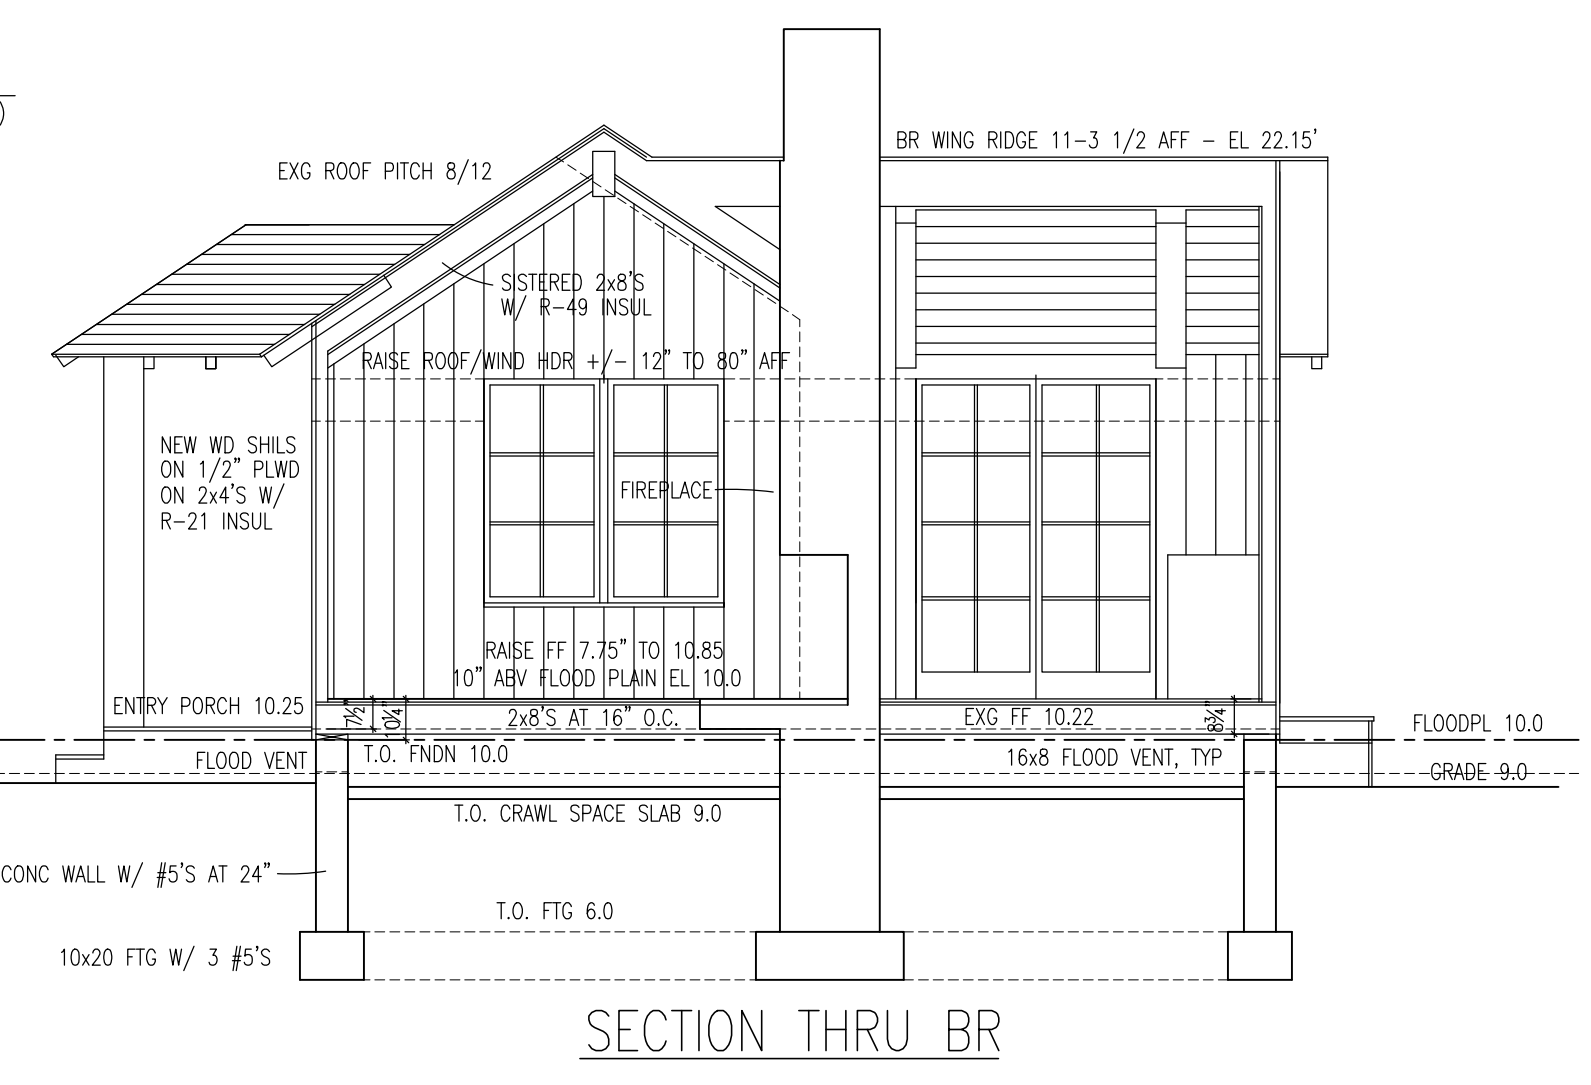 BR WING RIDGE 11-3 1/2 AFF - EL 22.15'
EXG ROOF PITCH 8/12
SISTERED 2x8'S
W/ R-49 INSUL
RAISE ROOF/WIND HDR +/- 12" TO 80" AFF
NEW WD SHILS
ON 1/2" PLWD
ON 2x4'S W/
R-21 INSUL
FIREPLACE
RAISE FF 7.75" TO 10.85
10" ABV FLOOD PLAIN EL 10.0
ENTRY PORCH 10.25
7½"
10¼"
2x8'S AT 16" O.C.
EXG FF 10.22
8¾"
FLOODPL 10.0
FLOOD VENT
T.O. FNDN 10.0
16x8 FLOOD VENT, TYP
GRADE 9.0
T.O. CRAWL SPACE SLAB 9.0
CONC WALL W/ #5'S AT 24"
T.O. FTG 6.0
10x20 FTG W/ 3 #5'S
SECTION THRU BR